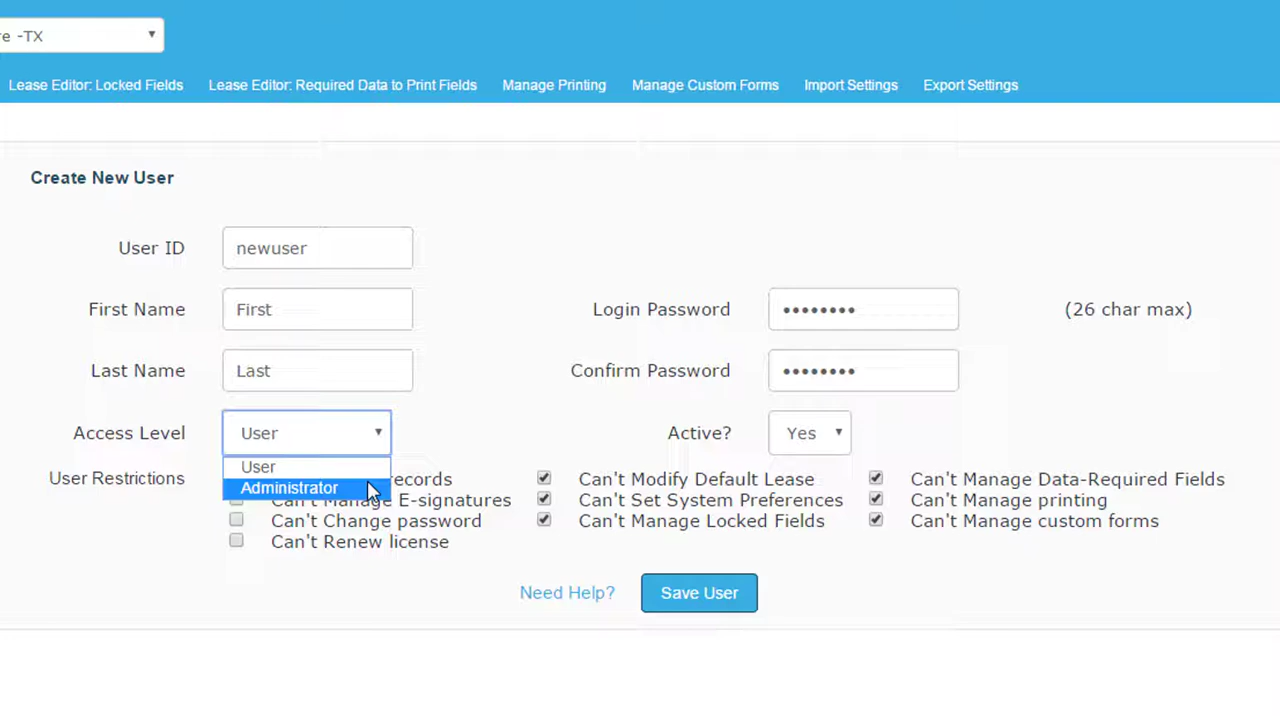 re -TX
Lease Editor: Locked Fields Lease Editor: Required Data to Print Fields Manage Printing Manage Custom Forms Import Settings Export Settings
Create New User
User ID newuser
First Name First Login Password •••••••• (26 char max)
Last Name Last Confirm Password ••••••••
Access Level User Active? Yes
User
Administrator
User Restrictions ecords Can't Modify Default Lease Can't Manage Data-Required Fields
Can't Manage E-signatures Can't Set System Preferences Can't Manage printing
Can't Change password Can't Manage Locked Fields Can't Manage custom forms
Can't Renew license
Need Help? Save User